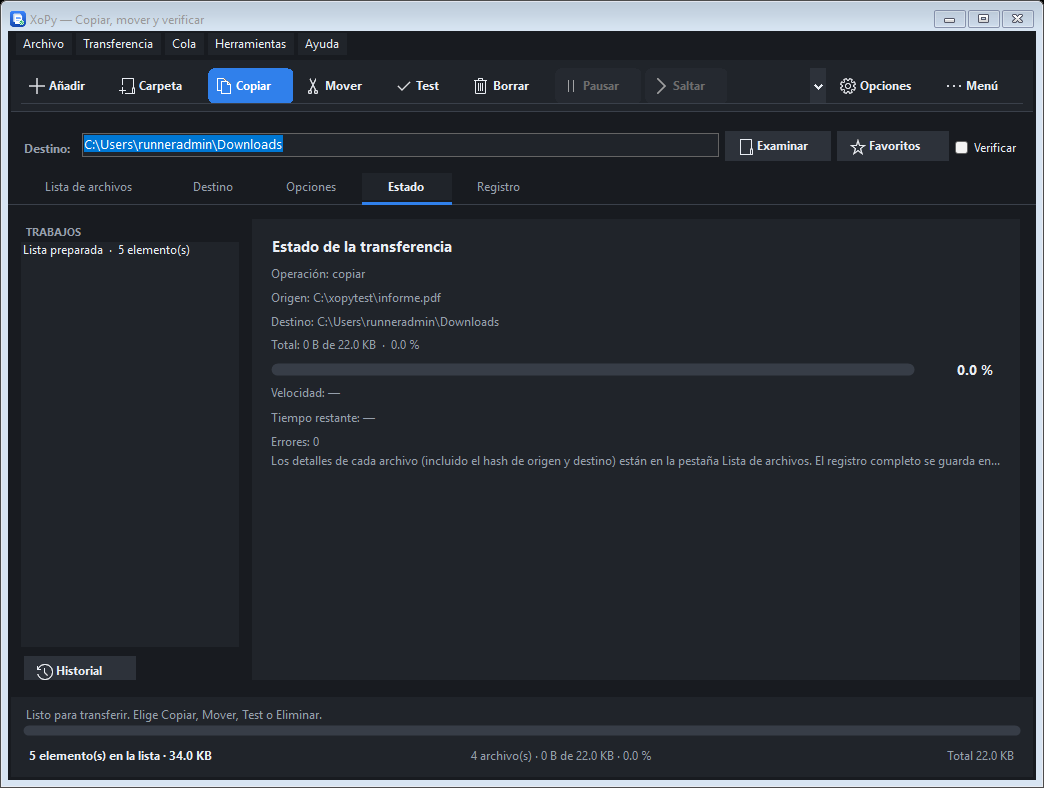 XoPy — Copiar, mover y verificar
Archivo Transferencia Cola Herramientas Ayuda
Añadir Carpeta Copiar Mover Test Borrar Pausar Saltar Opciones ··· Menú
Destino: C:\Users\runneradmin\Downloads Examinar Favoritos Verificar
Lista de archivos Destino Opciones Estado Registro
TRABAJOS
Lista preparada · 5 elemento(s)
Estado de la transferencia
Operación: copiar
Origen: C:\xopytest\informe.pdf
Destino: C:\Users\runneradmin\Downloads
Total: 0 B de 22.0 KB · 0.0 %
0.0 %
Velocidad: —
Tiempo restante: —
Errores: 0
Los detalles de cada archivo (incluido el hash de origen y destino) están en la pestaña Lista de archivos. El registro completo se guarda en...
Historial
Listo para transferir. Elige Copiar, Mover, Test o Eliminar.
5 elemento(s) en la lista · 34.0 KB 4 archivo(s) · 0 B de 22.0 KB · 0.0 % Total 22.0 KB